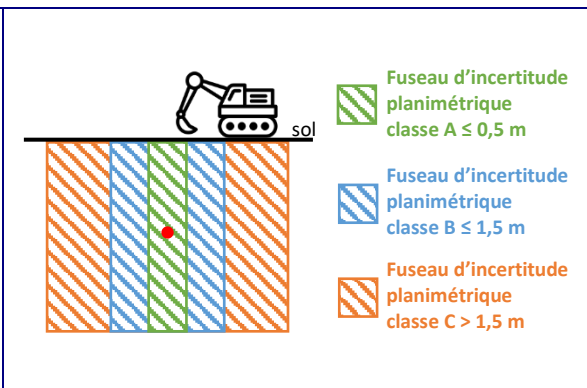 sol
Fuseau d’incertitude
planimétrique
classe A ≤ 0,5 m
Fuseau d’incertitude
planimétrique
classe B ≤ 1,5 m
Fuseau d’incertitude
planimétrique
classe C > 1,5 m